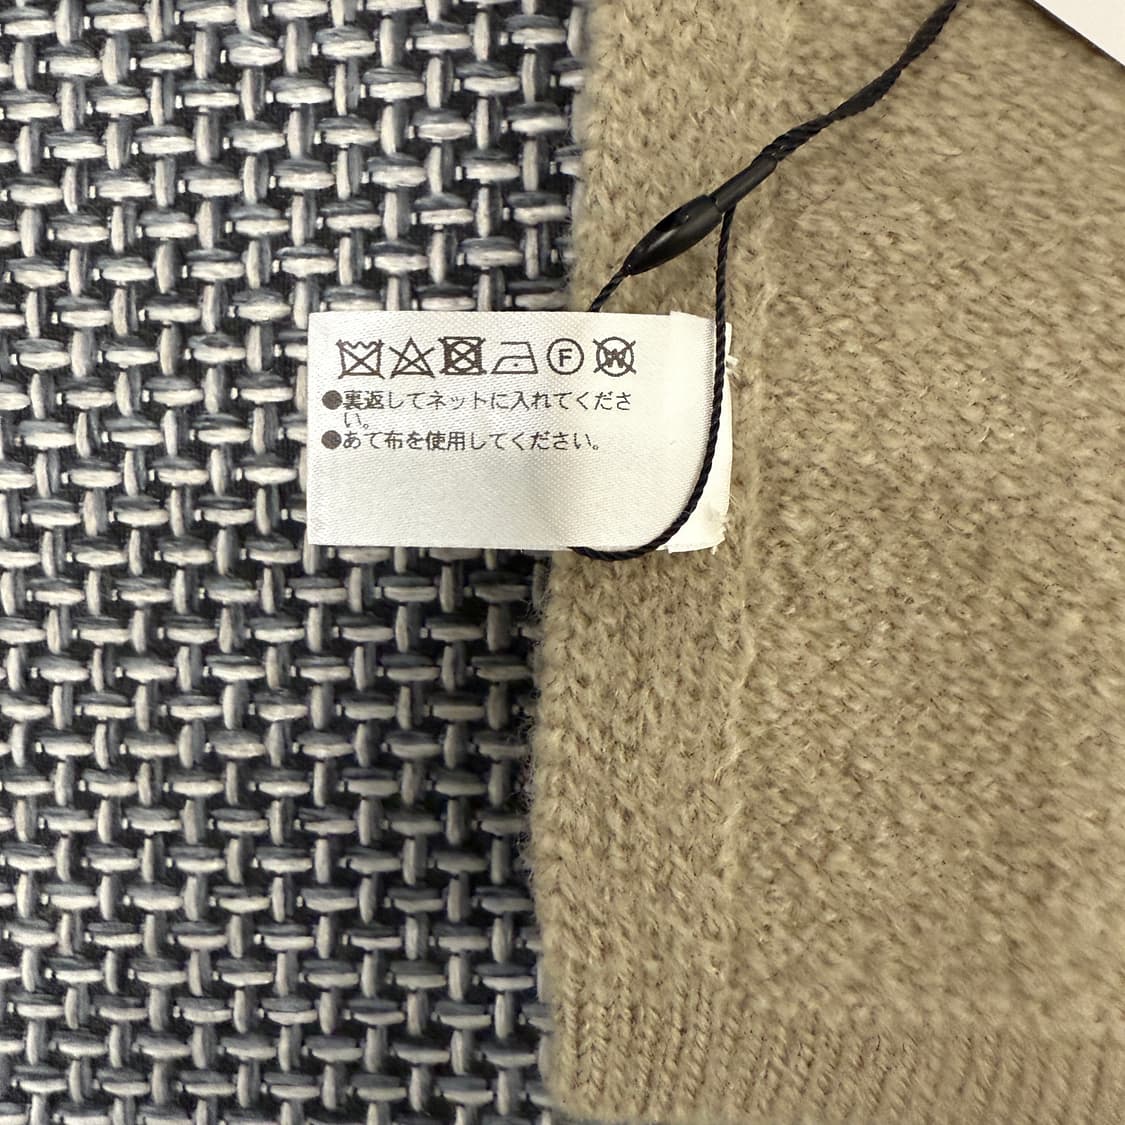 F W
●裏返してネットに入れてくださ
い。
●あて布を使用してください。